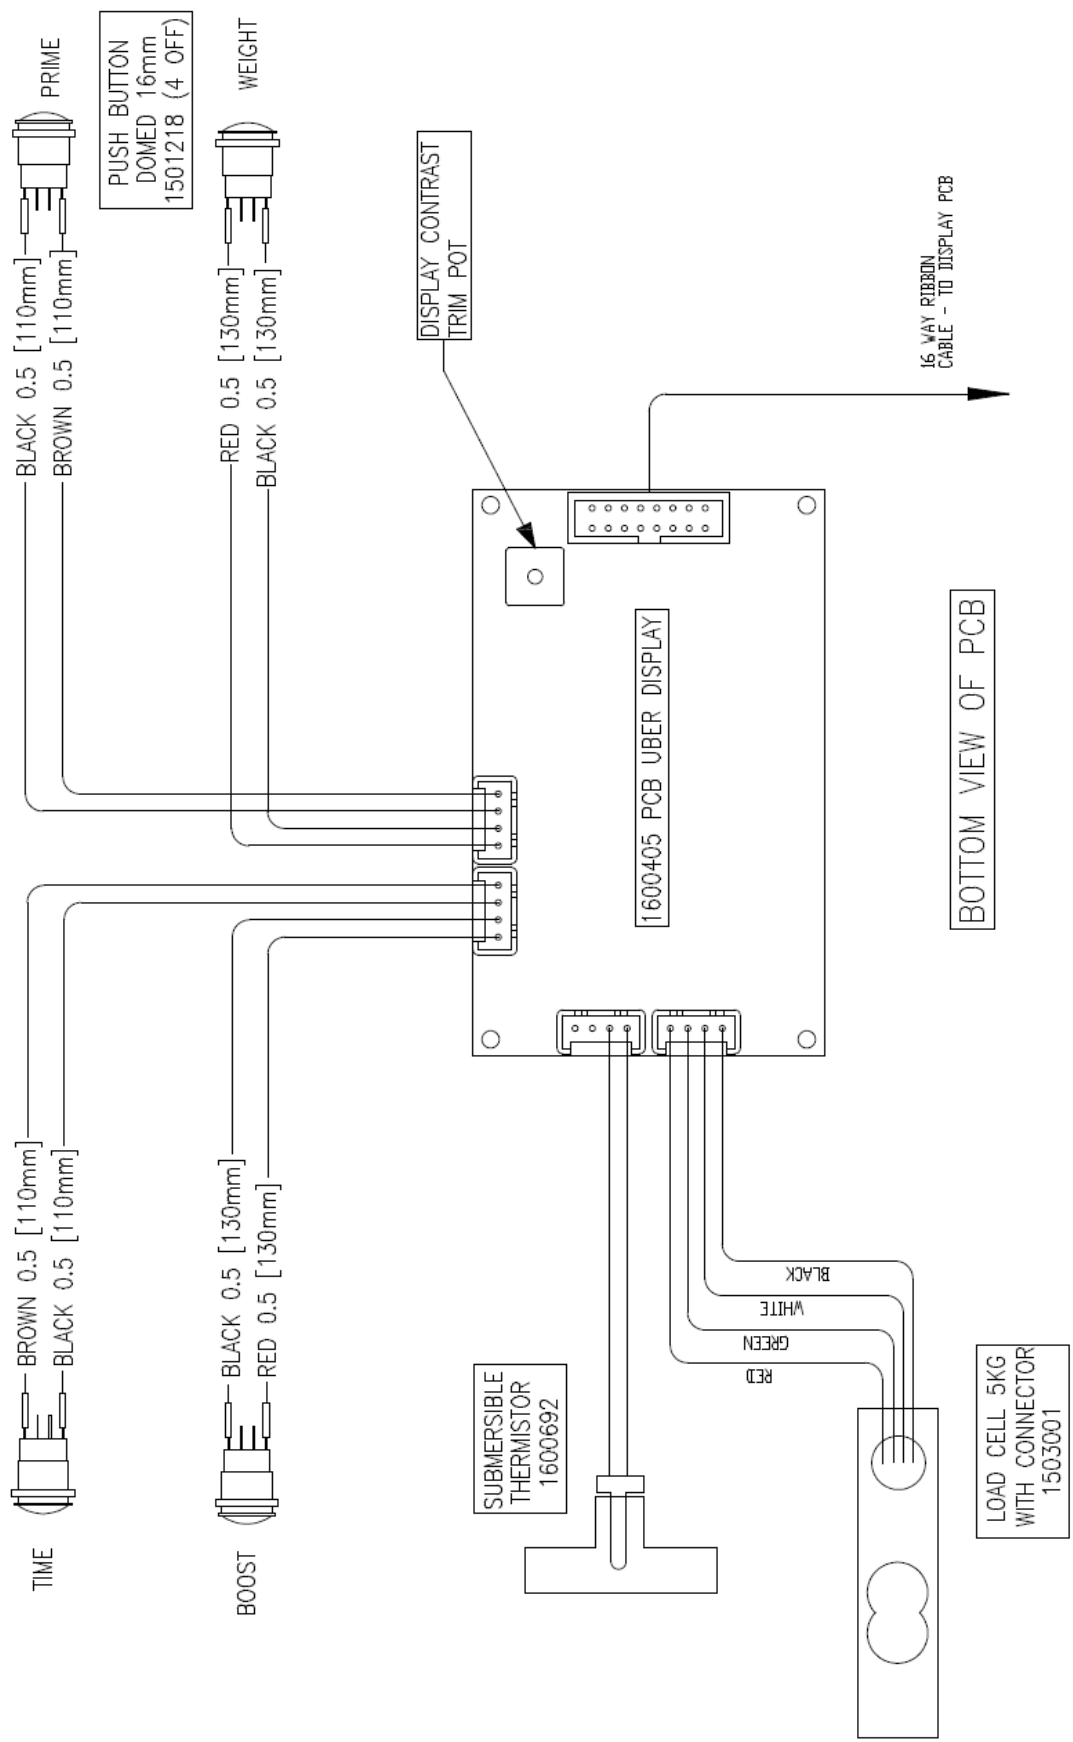 TIME
BROWN 0.5 [110mm]
BLACK 0.5 [110mm]
BLACK 0.5 [110mm]
BROWN 0.5 [110mm]
PRIME
PUSH BUTTON
DOMED 16mm
1501218 (4 OFF)
BOOST
BLACK 0.5 [130mm]
RED 0.5 [130mm]
RED 0.5 [130mm]
BLACK 0.5 [130mm]
WEIGHT
DISPLAY CONTRAST
TRIM POT
SUBMERSIBLE
THERMISTOR
1600692
1600405 PCB UBER DISPLAY
16 WAY RIBBON
CABLE - TO DISPLAY PCB
RED
GREEN
WHITE
BLACK
BOTTOM VIEW OF PCB
LOAD CELL 5KG
WITH CONNECTOR
1503001